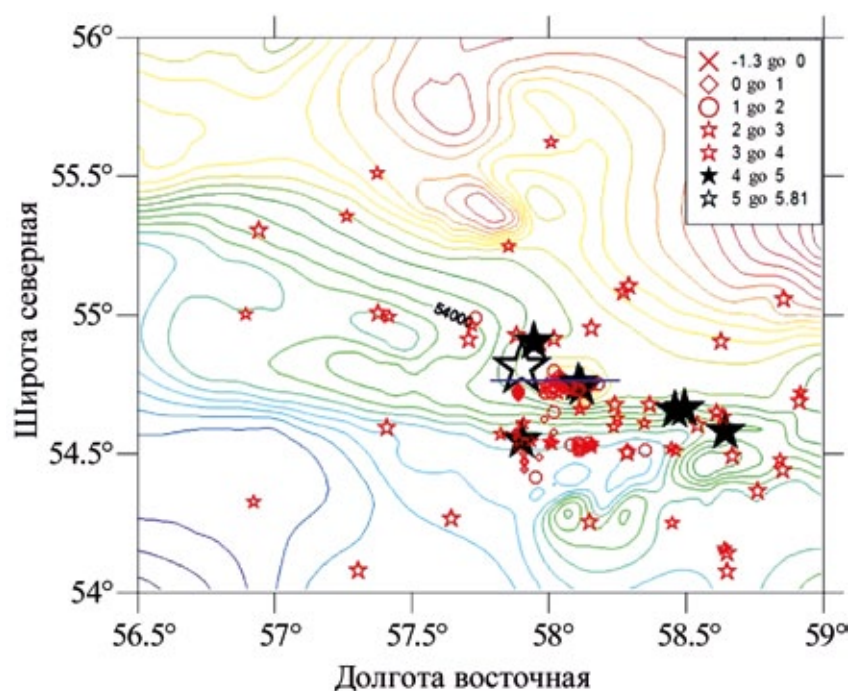 56°
55.5°
55°
54.5°
54°
56.5° 57° 57.5° 58° 58.5° 59°
Широта северная
Долгота восточная
-1.3 go 0
0 go 1
1 go 2
2 go 3
3 go 4
4 go 5
5 go 5.81
54000